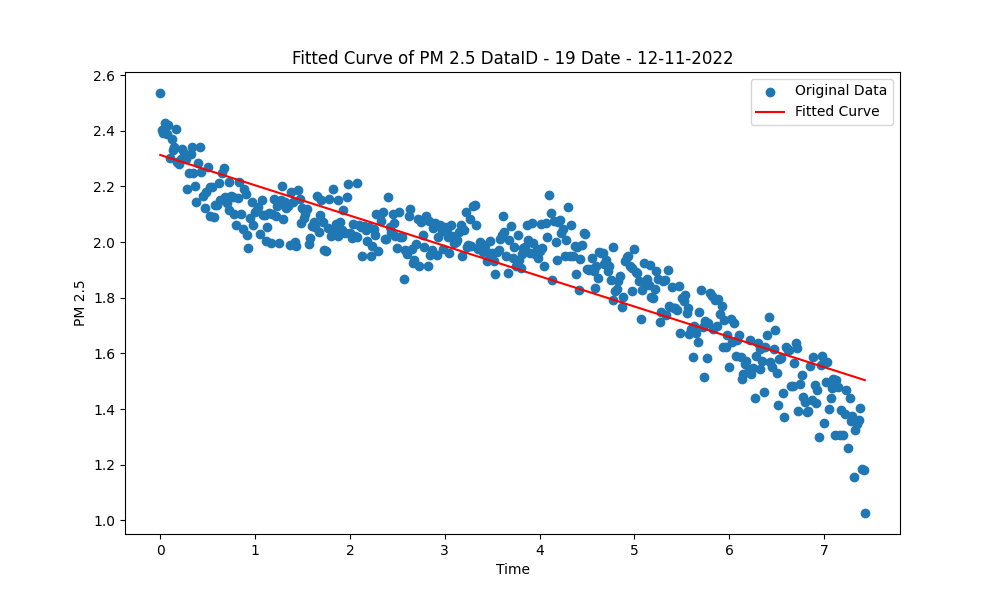 Fitted Curve of PM 2.5 DataID - 19 Date - 12-11-2022
Original Data
Fitted Curve
PM 2.5
2.6
2.4
2.2
2.0
1.8
1.6
1.4
1.2
1.0
0 1 2 3 4 5 6 7
Time